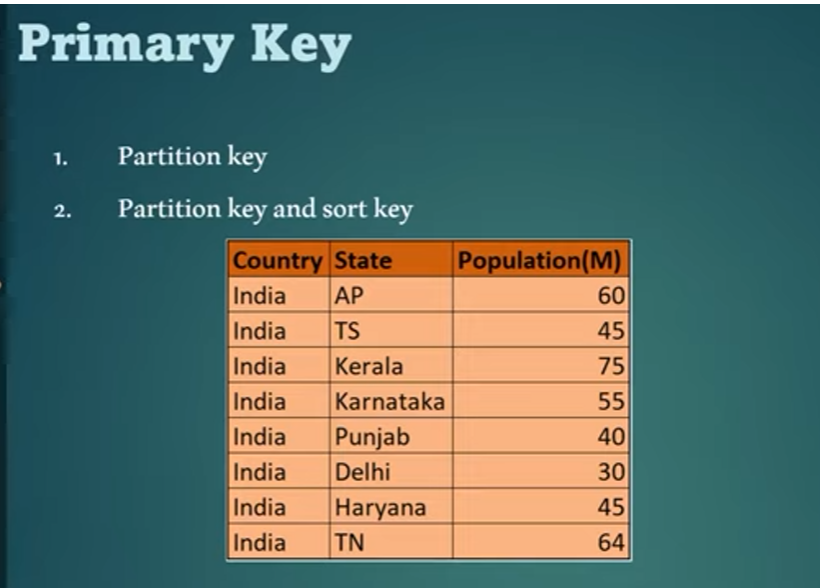 Primary Key
1. Partition key
2. Partition key and sort key
Country State Population(M)
India AP 60
India TS 45
India Kerala 75
India Karnataka 55
India Punjab 40
India Delhi 30
India Haryana 45
India TN 64